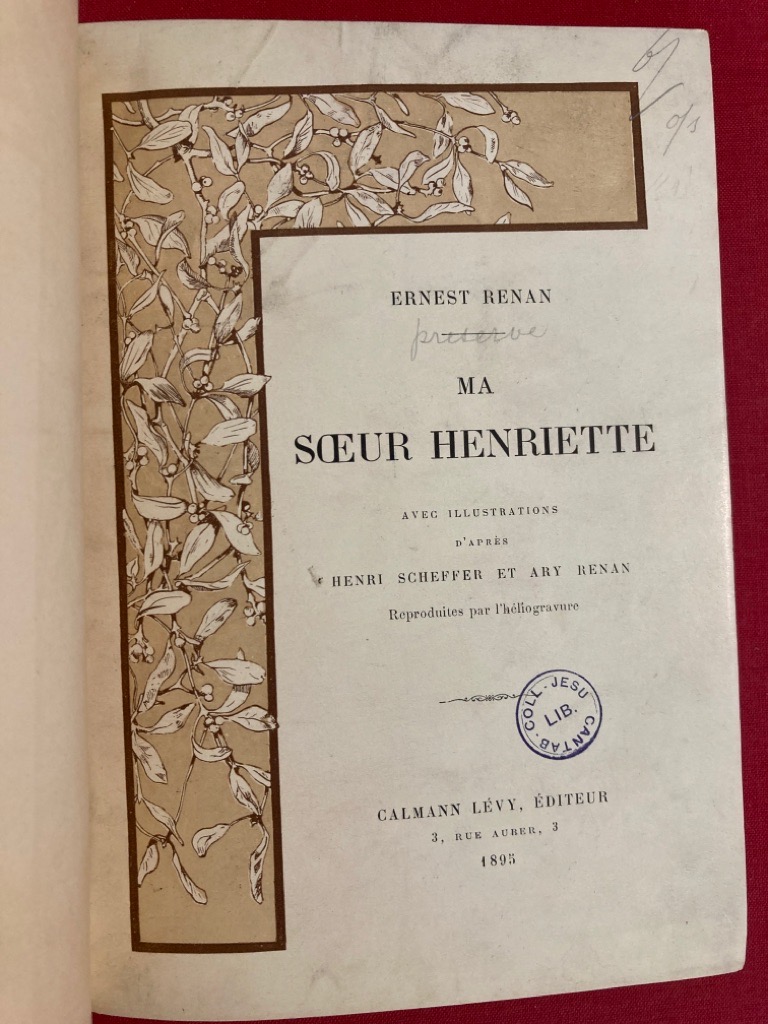 ERNEST RENAN
preserve
MA
SŒUR HENRIETTE
AVEC ILLUSTRATIONS
D'APRÈS
HENRI SCHEFFER ET ARY RENAN
Reproduites par l'héliogravure
COLL · JESU · CANTAB ·
LIB.
CALMANN LÉVY, ÉDITEUR
3, RUE AUBER, 3
1895